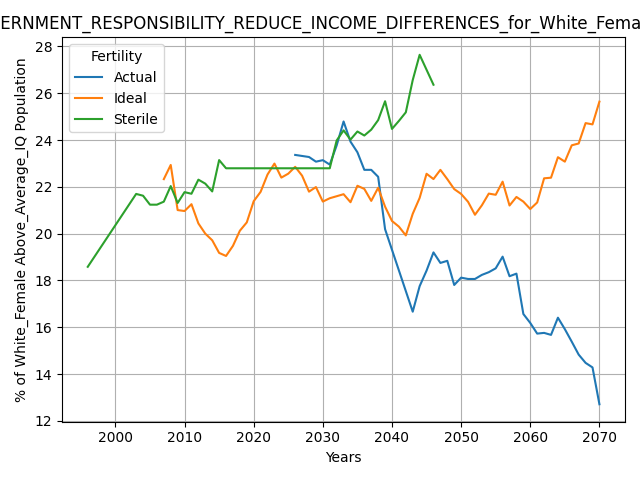 ERNMENT_RESPONSIBILITY_REDUCE_INCOME_DIFFERENCES_for_White_Fema
Fertility
Actual
Ideal
Sterile
% of White_Female Above_Average_IQ Population
28
26
24
22
20
18
16
14
12
2000 2010 2020 2030 2040 2050 2060 2070
Years